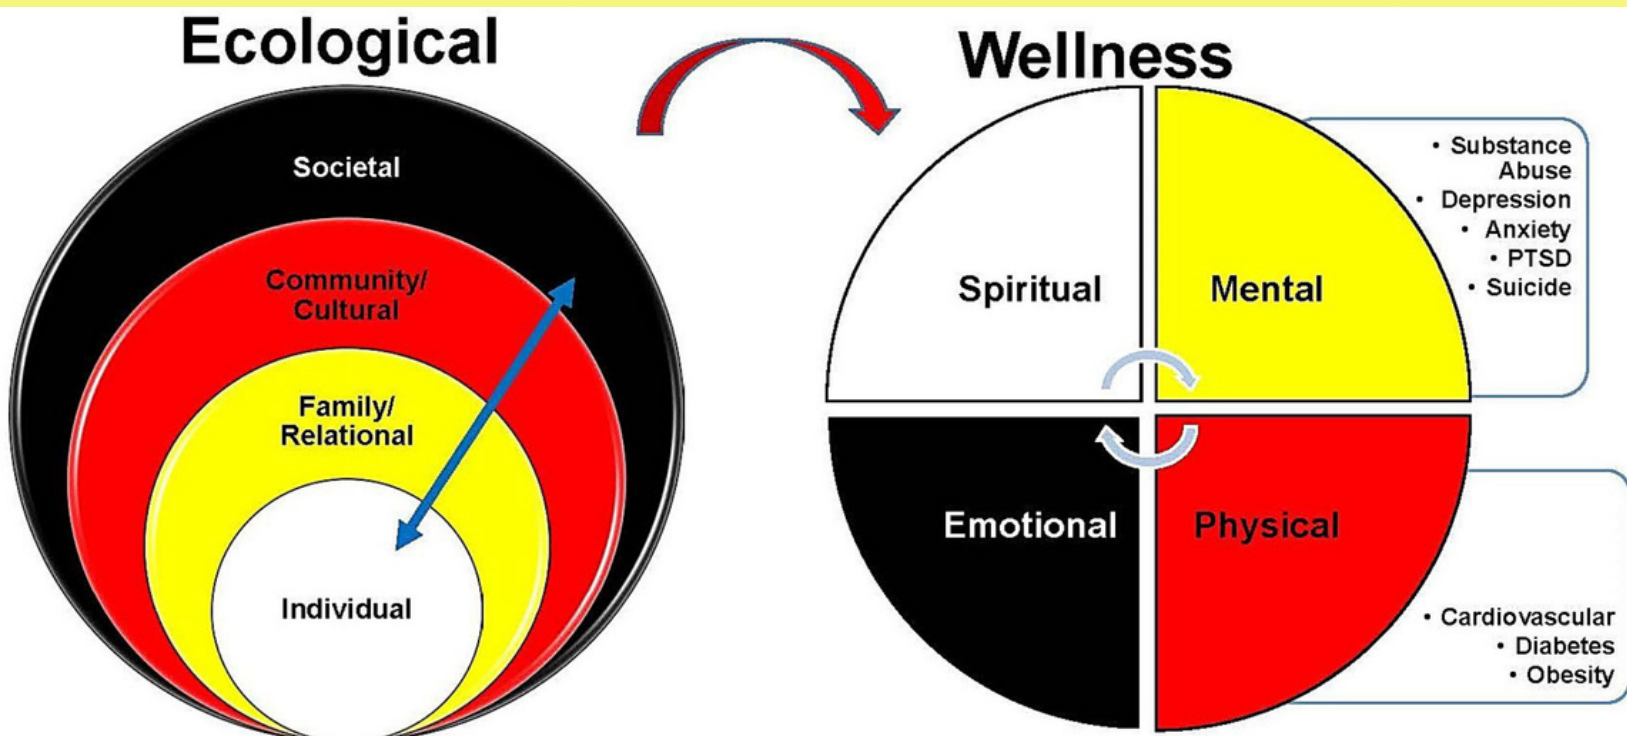 Ecological
Societal
Community/
Cultural
Family/
Relational
Individual
Wellness
Spiritual
Mental
• Substance
Abuse
• Depression
• Anxiety
• PTSD
• Suicide
Emotional
Physical
• Cardiovascular
• Diabetes
• Obesity